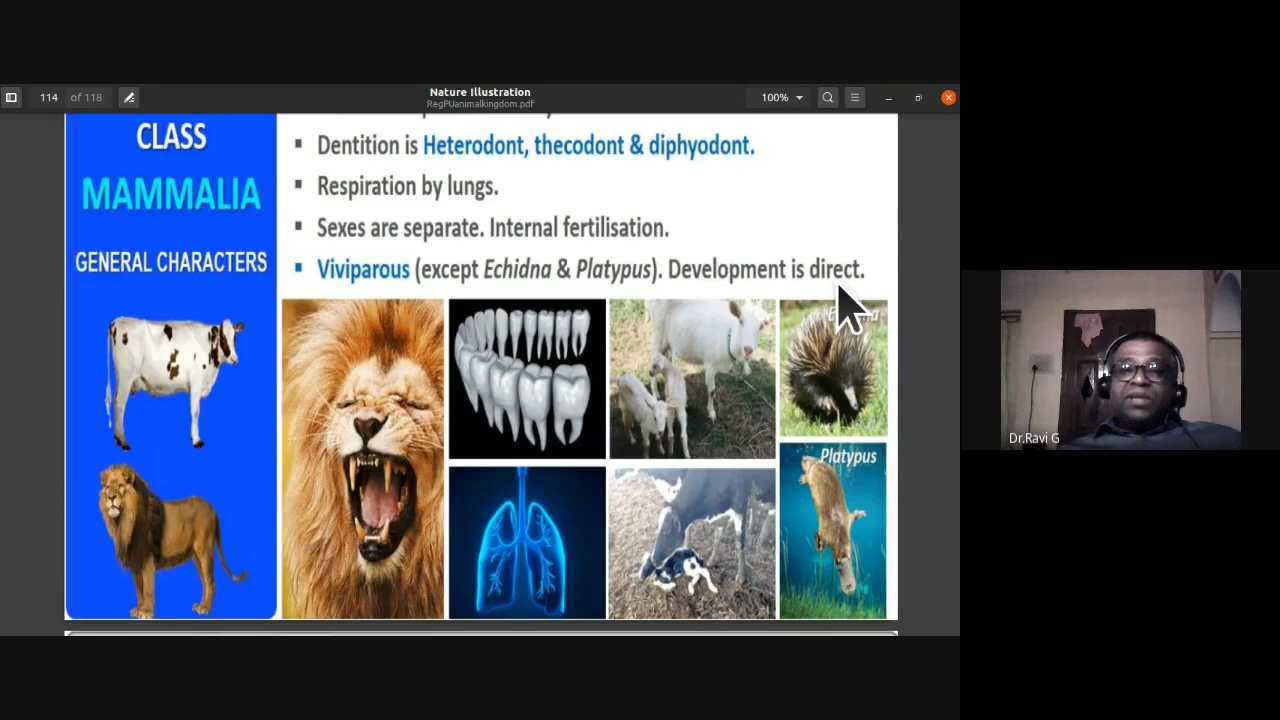 114 of 118
Nature Illustration
RegPUanimalkingdom.pdf
100%
CLASS
MAMMALIA
GENERAL CHARACTERS
▪ Dentition is Heterodont, thecodont & diphyodont.
▪ Respiration by lungs.
▪ Sexes are separate. Internal fertilisation.
▪ Viviparous (except Echidna & Platypus). Development is direct.
Platypus
Dr.Ravi G